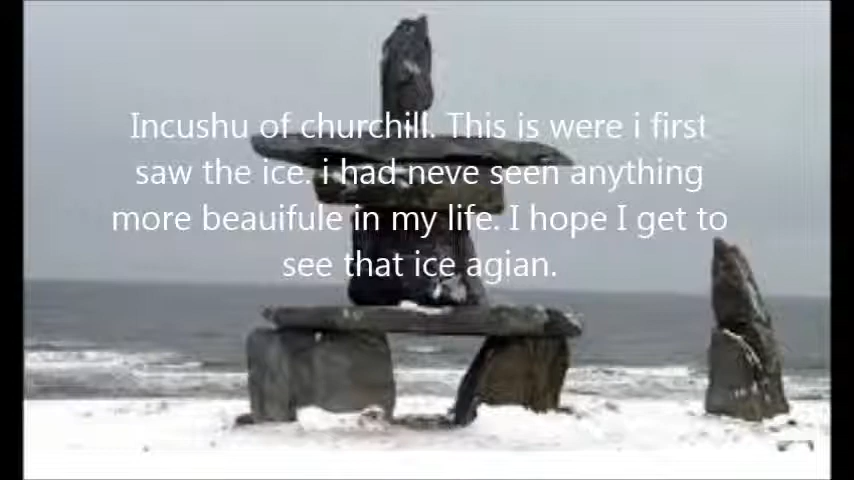 Incushu of churchill. This is were i first
saw the ice. i had neve seen anything
more beauifule in my life. I hope I get to
see that ice agian.